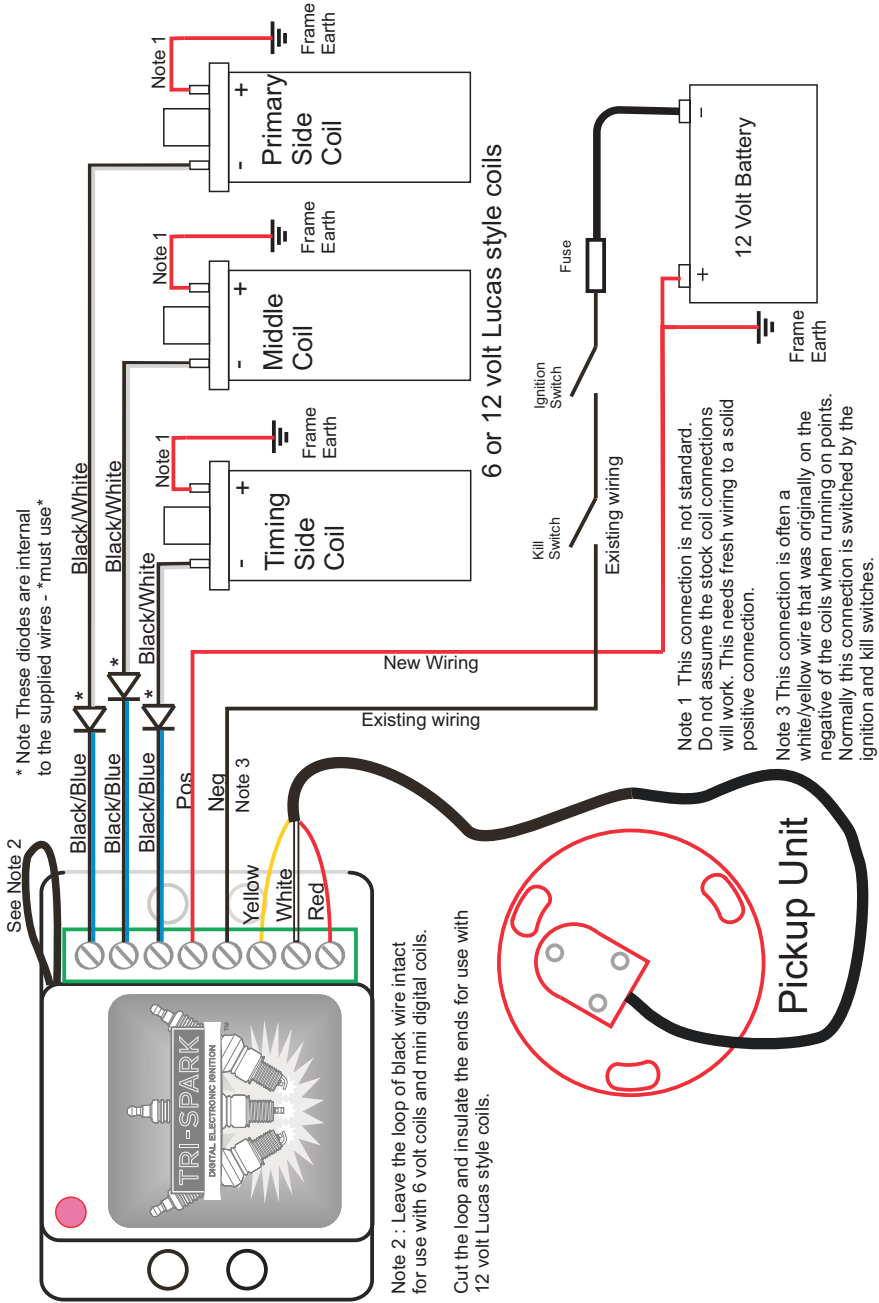 See Note 2
* Note These diodes are internal
to the supplied wires - *must use*
TRI-SPARK
TM
DIGITAL ELECTRONIC IGNITION
Black/Blue
*
Black/White
Black/Blue
*
Black/White
Black/Blue
*
Black/White
Pos
Neg
Note 3
Yellow
White
Red
New Wiring
Existing wiring
Note 1
Frame
Earth
-
+
Timing
Side
Coil
Note 1
Frame
Earth
-
+
Middle
Coil
Note 1
Frame
Earth
-
+
Primary
Side
Coil
6 or 12 volt Lucas style coils
Kill
Switch
Existing wiring
Ignition
Switch
Fuse
+
-
12 Volt Battery
Frame
Earth
Note 2 : Leave the loop of black wire intact
for use with 6 volt coils and mini digital coils.
Cut the loop and insulate the ends for use with
12 volt Lucas style coils.
Pickup Unit
Note 1 This connection is not standard.
Do not assume the stock coil connections
will work. This needs fresh wiring to a solid
positive connection.
Note 3 This connection is often a
white/yellow wire that was originally on the
negative of the coils when running on points.
Normally this connection is switched by the
ignition and kill switches.